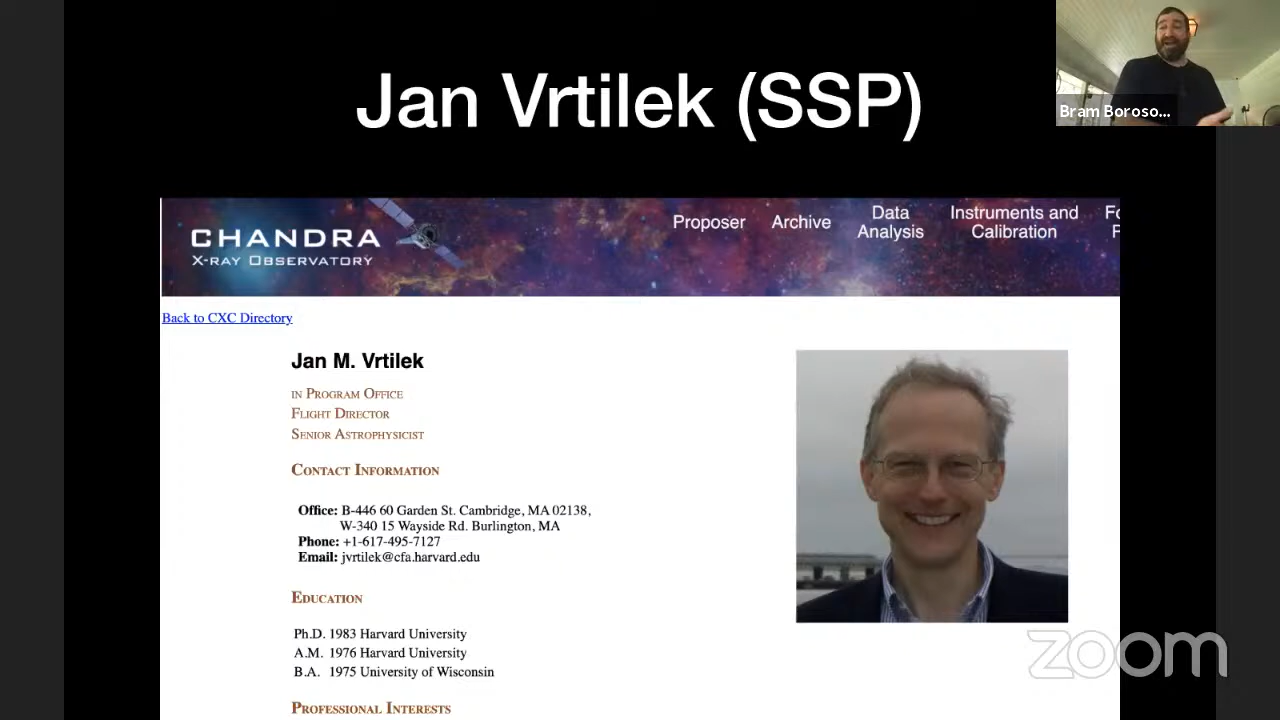 Jan Vrtilek (SSP)
Bram Boroso...
CHANDRA
X-RAY OBSERVATORY
Proposer
Archive
Data
Analysis
Instruments and
Calibration
Back to CXC Directory
Jan M. Vrtilek
IN PROGRAM OFFICE
FLIGHT DIRECTOR
SENIOR ASTROPHYSICIST
CONTACT INFORMATION
Office: B-446 60 Garden St. Cambridge, MA 02138,
W-340 15 Wayside Rd. Burlington, MA
Phone: +1-617-495-7127
Email: jvrtilek@cfa.harvard.edu
EDUCATION
Ph.D. 1983 Harvard University
A.M. 1976 Harvard University
B.A. 1975 University of Wisconsin
PROFESSIONAL INTERESTS
zoom